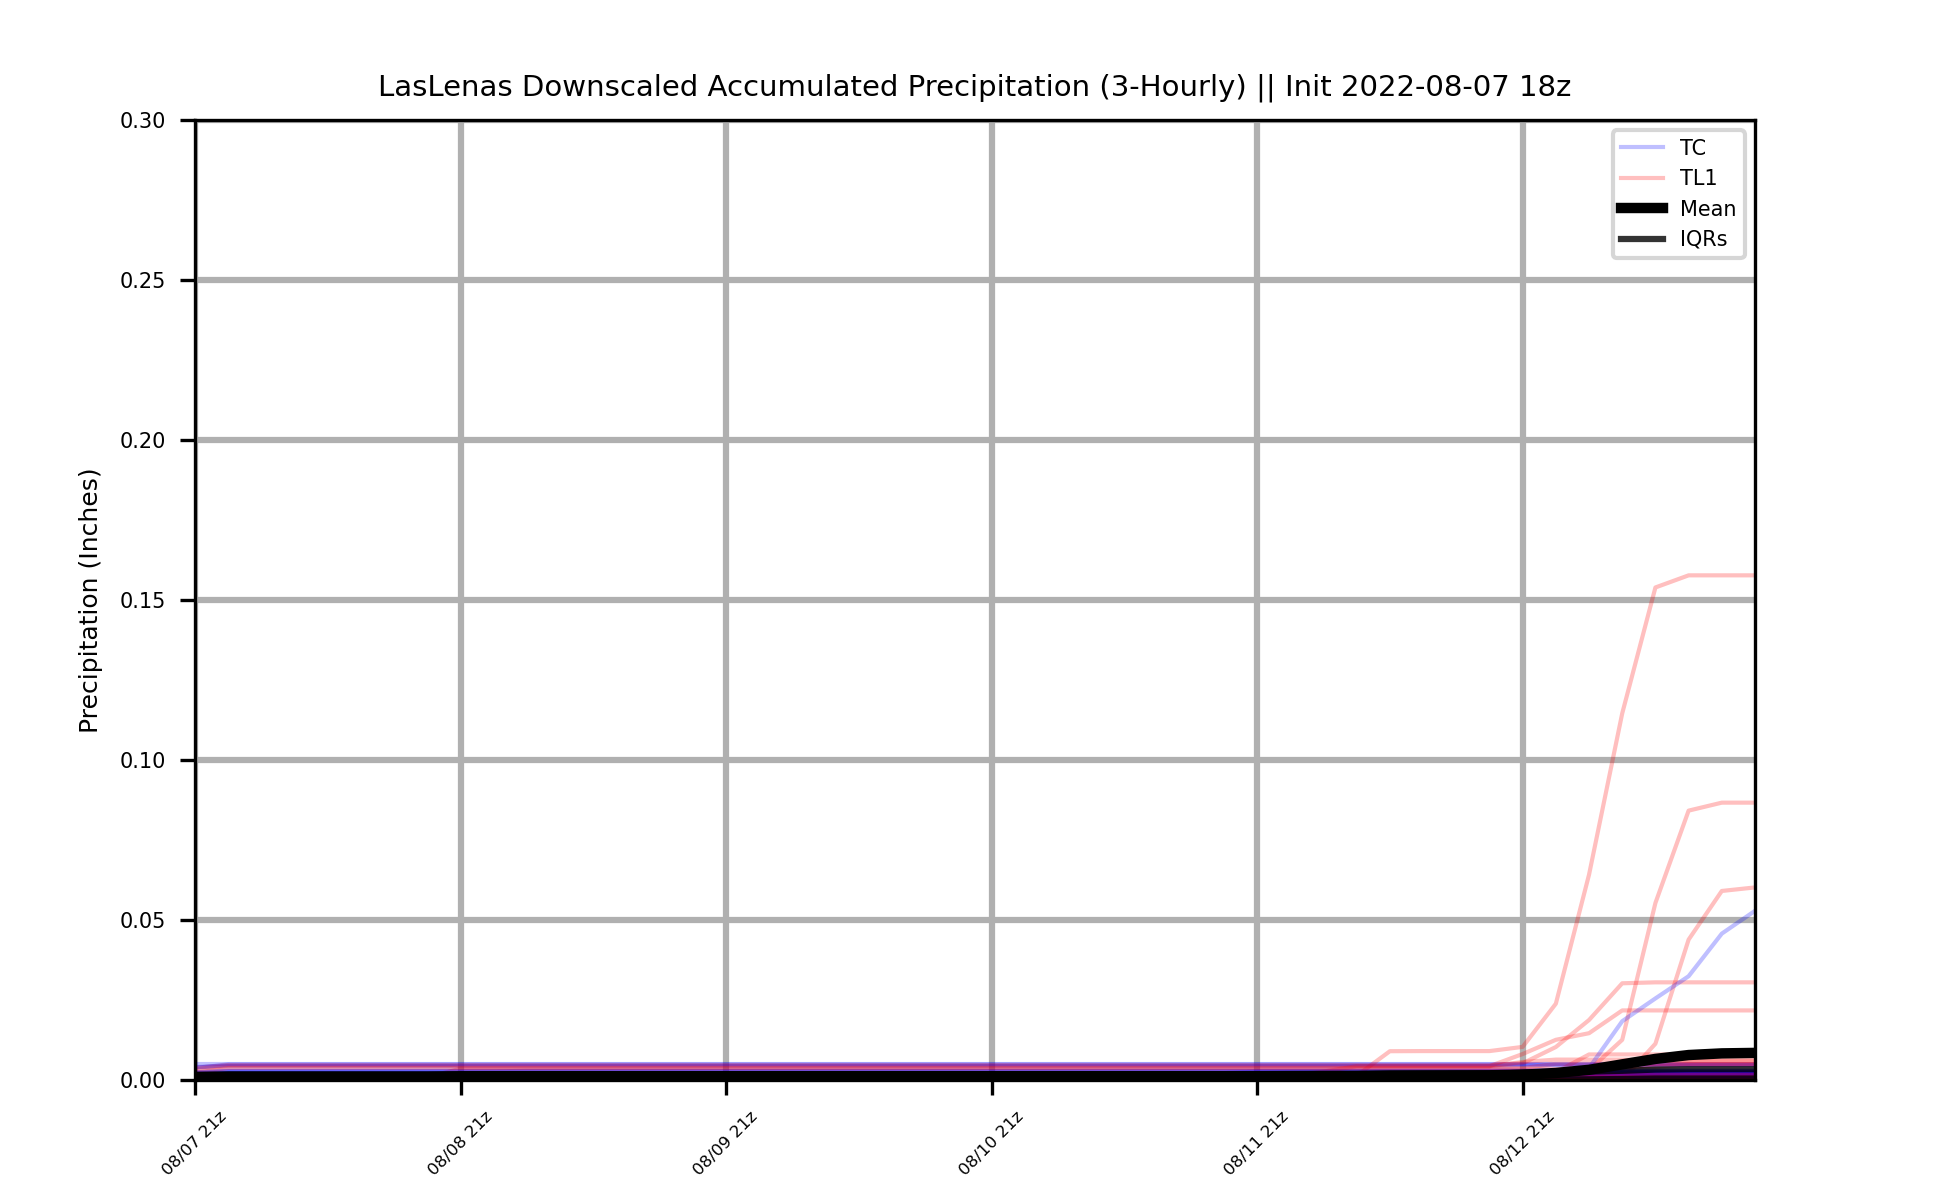 LasLenas Downscaled Accumulated Precipitation (3-Hourly) || Init 2022-08-07 18z
Precipitation (Inches)
0.30
0.25
0.20
0.15
0.10
0.05
0.00
TC
TL1
Mean
IQRs
08/07 21z
08/08 21z
08/09 21z
08/10 21z
08/11 21z
08/12 21z